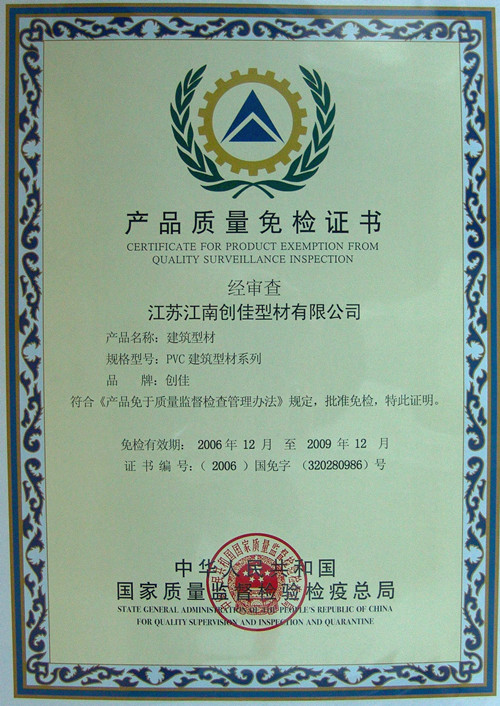 产品质量免检证书
CERTIFICATE FOR PRODUCT EXEMPTION FROM
QUALITY SURVEILLANCE INSPECTION
经审查
江苏江南创佳型材有限公司
产品名称：建筑型材
规格型号：PVC 建筑型材系列
品 牌：创佳
符合《产品免于质量监督检查管理办法》规定，批准免检，特此证明。
免检有效期： 2006 年 12 月 至 2009 年 12 月
证 书 编 号：（ 2006 ）国免字 （320280986）号
中华人民共和国
国家质量监督检验检疫总局
STATE GENERAL ADMINISTRATION OF THE PEOPLE'S REPUBLIC OF CHINA
FOR QUALITY SUPERVISION AND INSPECTION AND QUARANTINE